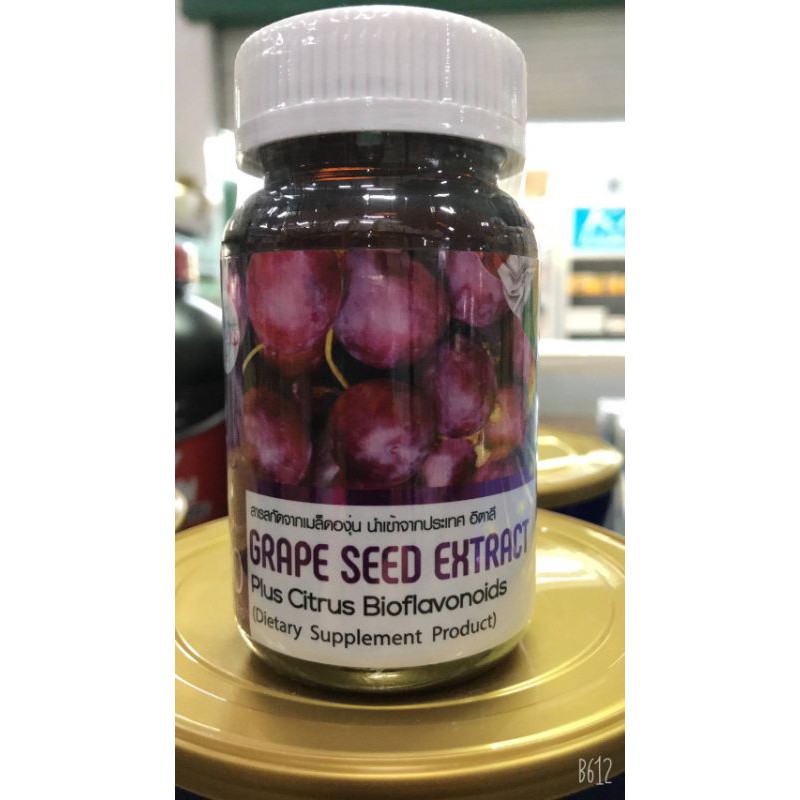 สารสกัดจากเมล็ดองุ่น นำเข้าจากประเทศ อิตาลี
GRAPE SEED EXTRACT
Plus Citrus Bioflavonoids
(Dietary Supplement Product)
B612